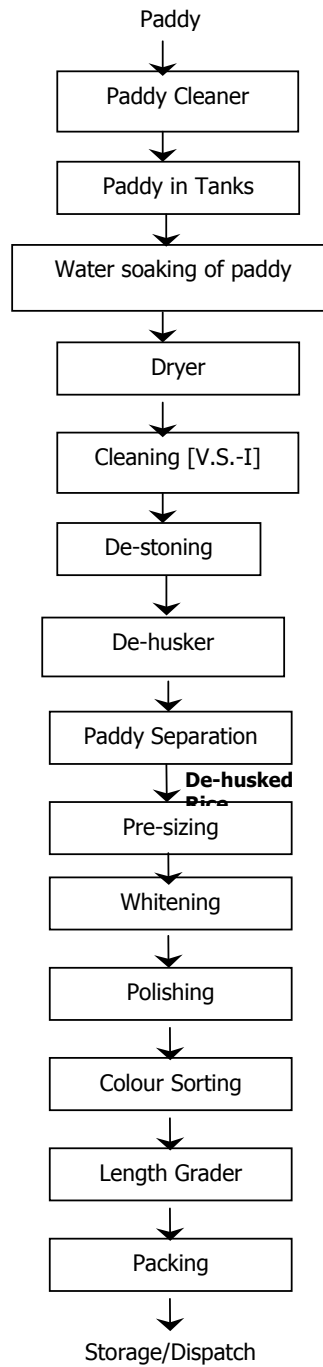 Paddy
Paddy Cleaner
Paddy in Tanks
Water soaking of paddy
Dryer
Cleaning [V.S.-I]
De-stoning
De-husker
Paddy Separation
De-husked
Rice
Pre-sizing
Whitening
Polishing
Colour Sorting
Length Grader
Packing
Storage/Dispatch